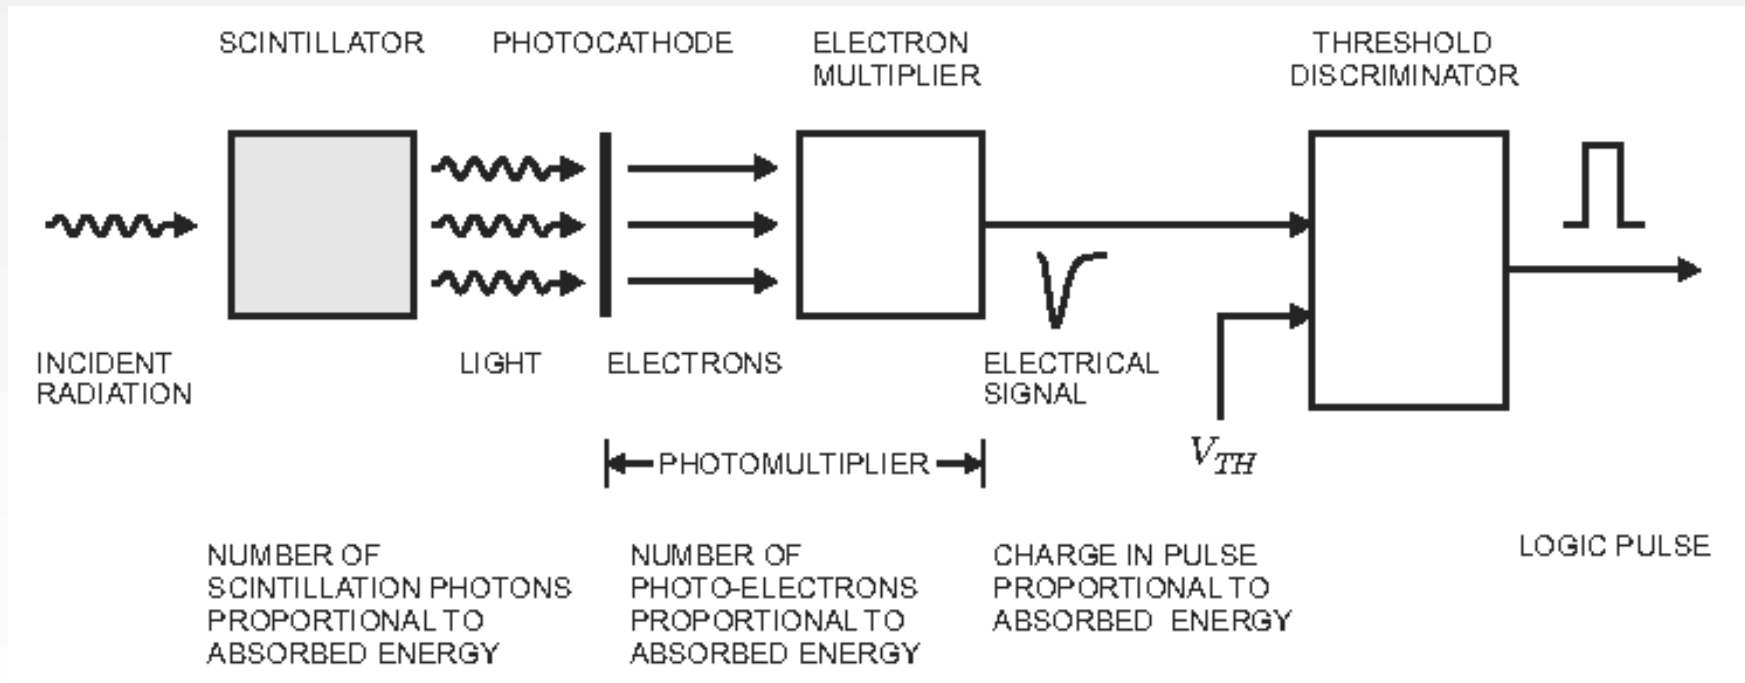 SCINTILLATOR
PHOTOCATHODE
ELECTRON
MULTIPLIER
THRESHOLD
DISCRIMINATOR
INCIDENT
RADIATION
LIGHT
ELECTRONS
ELECTRICAL
SIGNAL
V_TH
PHOTOMULTIPLIER
NUMBER OF
SCINTILLATION PHOTONS
PROPORTIONAL TO
ABSORBED ENERGY
NUMBER OF
PHOTO-ELECTRONS
PROPORTIONAL TO
ABSORBED ENERGY
CHARGE IN PULSE
PROPORTIONAL TO
ABSORBED ENERGY
LOGIC PULSE